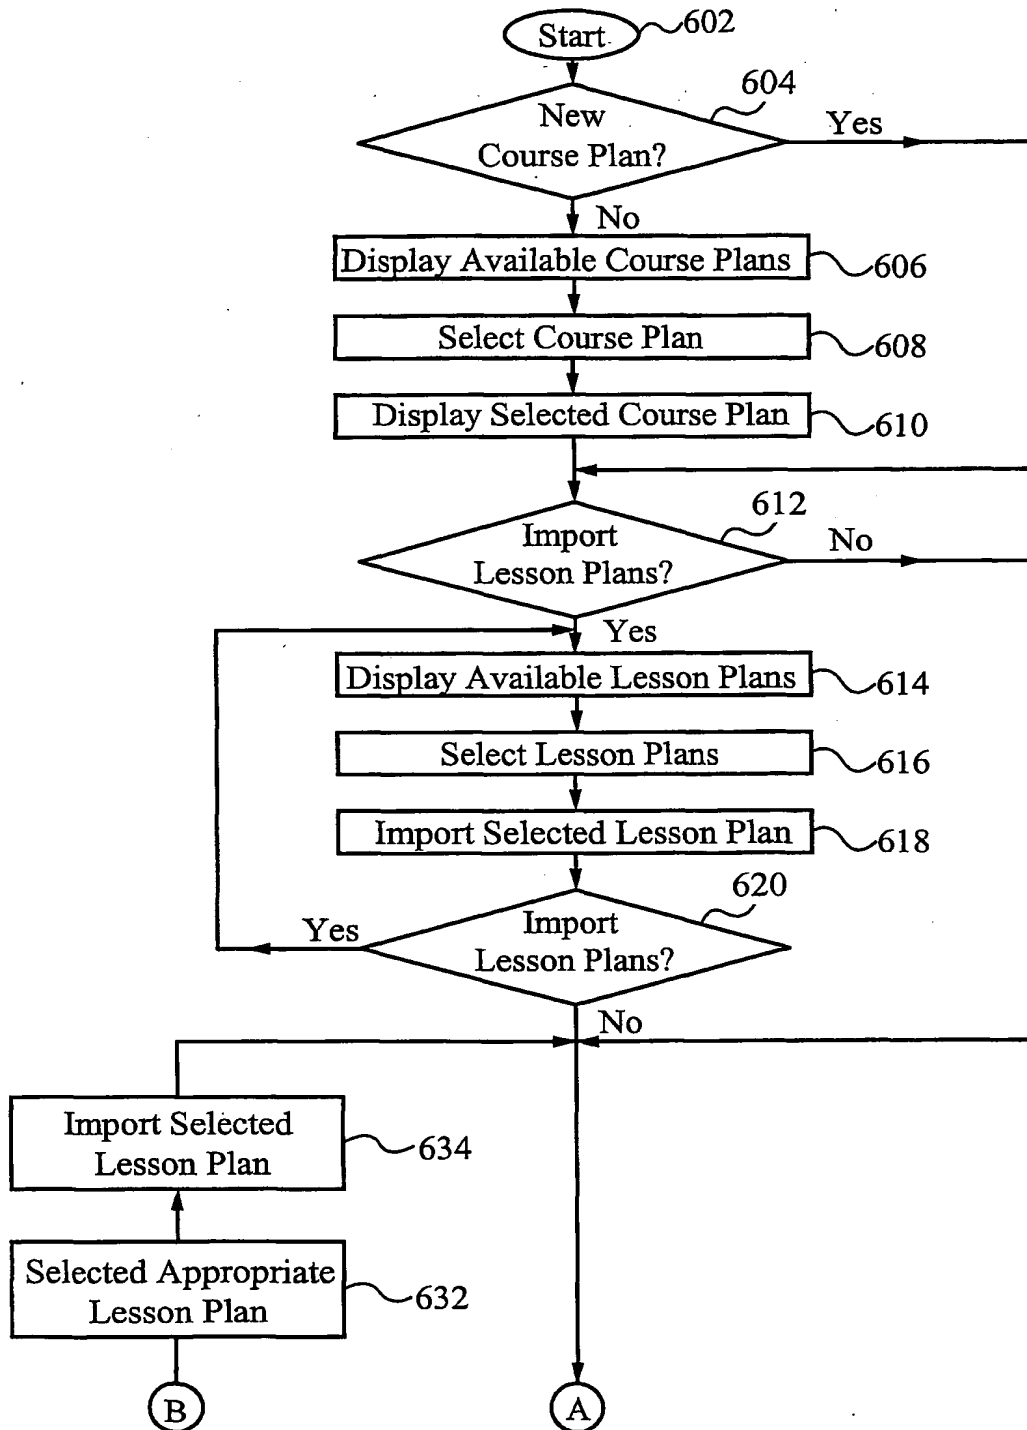 Start
602
604
New
Course Plan?
Yes
No
Display Available Course Plans
606
Select Course Plan
608
Display Selected Course Plan
610
612
Import
Lesson Plans?
No
Yes
Display Available Lesson Plans
614
Select Lesson Plans
616
Import Selected Lesson Plan
618
620
Import
Lesson Plans?
Yes
No
Import Selected
Lesson Plan
634
Selected Appropriate
Lesson Plan
632
B
A